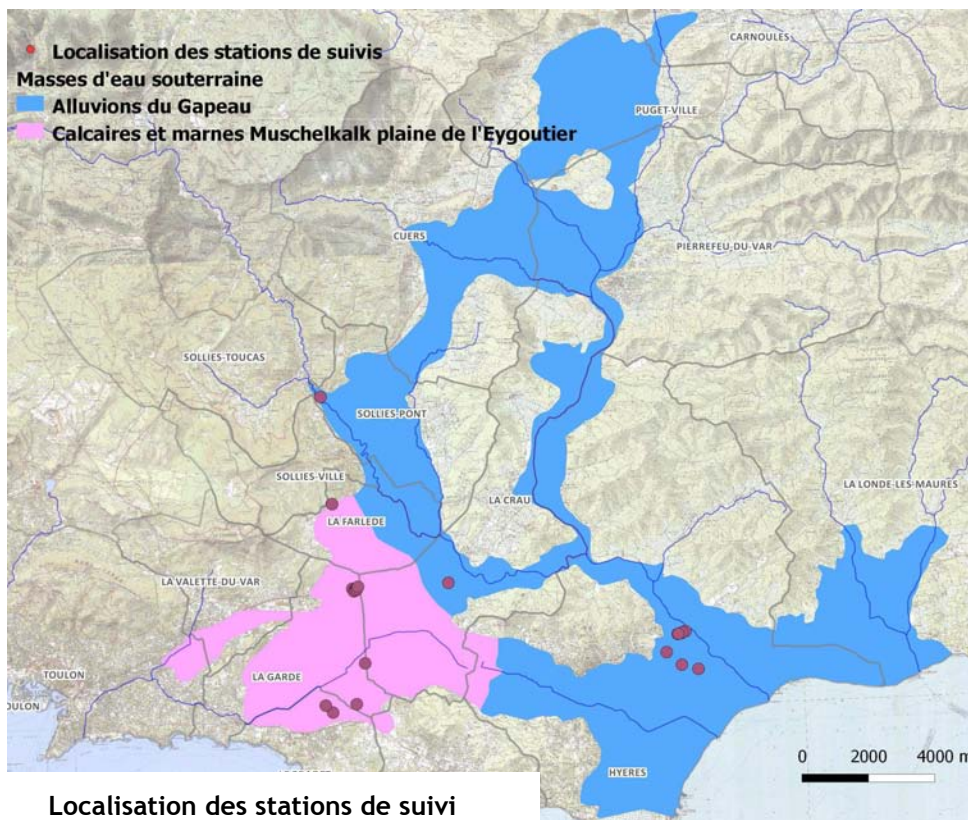 Localisation des stations de suivis
Masses d'eau souterraine
Alluvions du Gapeau
Calcaires et marnes Muschelkalk plaine de l'Eygoutier
CARNOULES
PUGET-VILLE
CUERS
PIERREFEU-DU-VAR
SOLLIES-TOUCAS
SOLLIES-PONT
SOLLIES-VILLE
LA CRAU
LA LONDE-LES-MAURES
LA FARLEDE
LA VALETTE-DU-VAR
LA GARDE
TOULON
OULON
HYERES
0 2000 4000 m
Localisation des stations de suivi